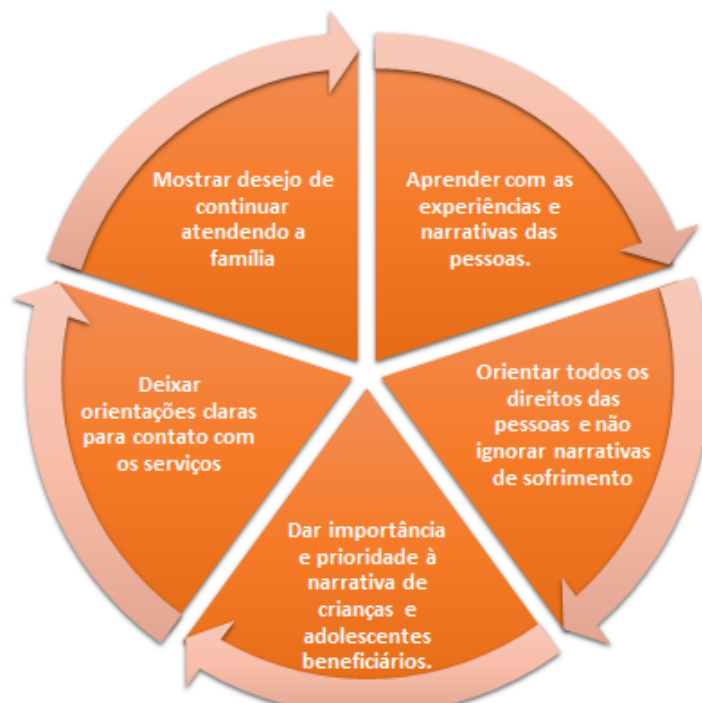 Mostrar desejo de
continuar
atendendo a
família
Aprender com as
experiências e
narrativas das
pessoas.
Orientar todos os
direitos das
pessoas e não
ignorar narrativas
de sofrimento
Dar importância
e prioridade à
narrativa de
crianças e
adolescentes
beneficiários.
Deixar
orientações claras
para contato com
os serviços